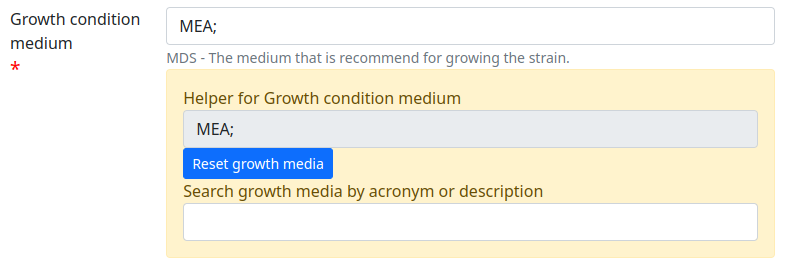 Growth condition
medium
*
MEA;
MDS - The medium that is recommend for growing the strain.
Helper for Growth condition medium
MEA;
Reset growth media
Search growth media by acronym or description